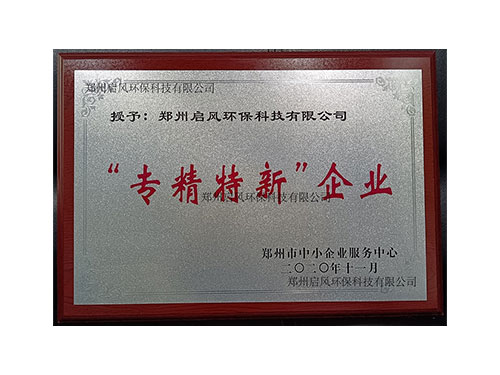 郑州启风环保科技有限公司
授予：郑州启风环保科技有限公司
“专精特新”企业
郑州启风环保科技有限公司
郑州市中小企业服务中心
二〇二〇年十一月
郑州启风环保科技有限公司